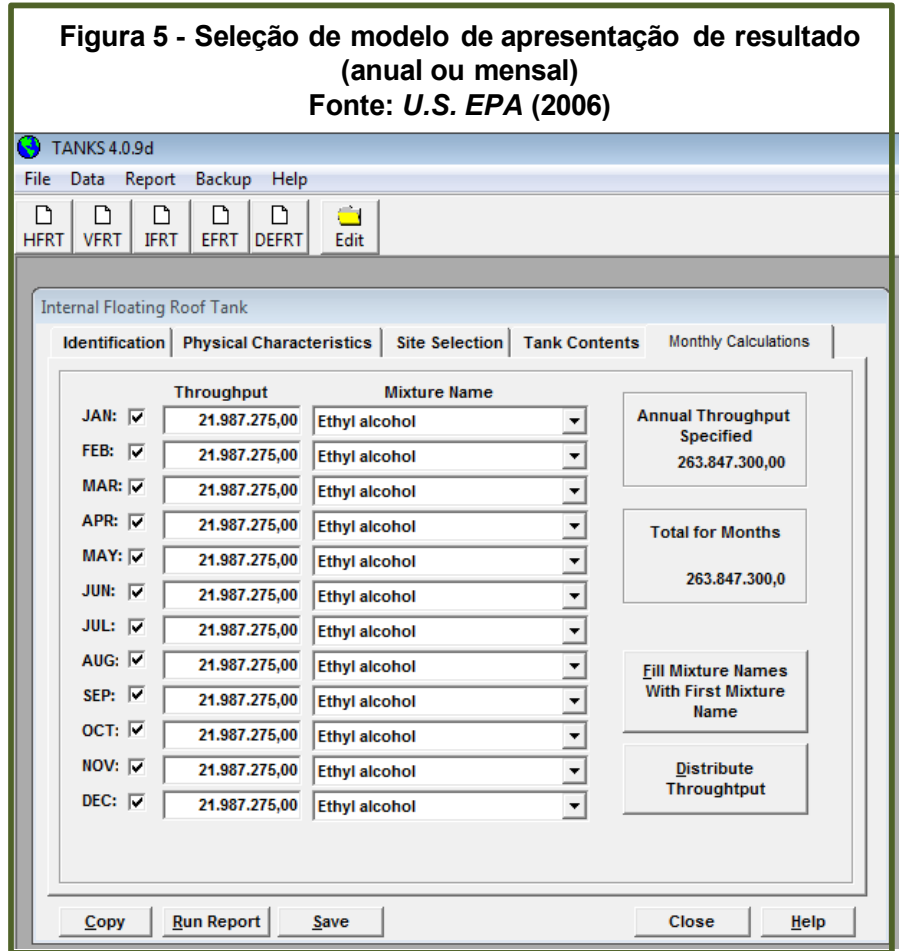 Figura 5 - Seleção de modelo de apresentação de resultado
(anual ou mensal)
Fonte: U.S. EPA (2006)
TANKS 4.0.9d
File Data Report Backup Help
HFRT VFRT IFRT EFRT DEFRT Edit
Internal Floating Roof Tank
Identification Physical Characteristics Site Selection Tank Contents Monthly Calculations
Throughput Mixture Name
JAN: 21.987.275,00 Ethyl alcohol
FEB: 21.987.275,00 Ethyl alcohol
MAR: 21.987.275,00 Ethyl alcohol
APR: 21.987.275,00 Ethyl alcohol
MAY: 21.987.275,00 Ethyl alcohol
JUN: 21.987.275,00 Ethyl alcohol
JUL: 21.987.275,00 Ethyl alcohol
AUG: 21.987.275,00 Ethyl alcohol
SEP: 21.987.275,00 Ethyl alcohol
OCT: 21.987.275,00 Ethyl alcohol
NOV: 21.987.275,00 Ethyl alcohol
DEC: 21.987.275,00 Ethyl alcohol
Annual Throughput
Specified
263.847.300,00
Total for Months
263.847.300,0
Fill Mixture Names
With First Mixture
Name
Distribute
Throughtput
Copy Run Report Save Close Help